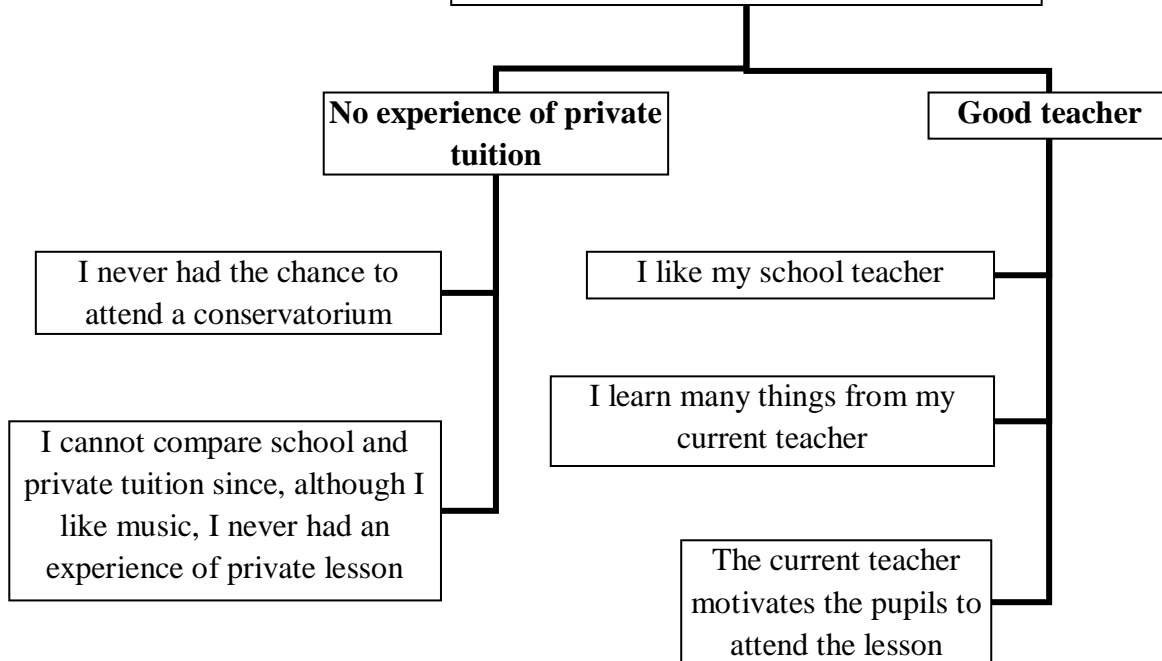 No experience of private
tuition
Good teacher
I never had the chance to
attend a conservatorium
I like my school teacher
I learn many things from my
current teacher
I cannot compare school and
private tuition since, although I
like music, I never had an
experience of private lesson
The current teacher
motivates the pupils to
attend the lesson